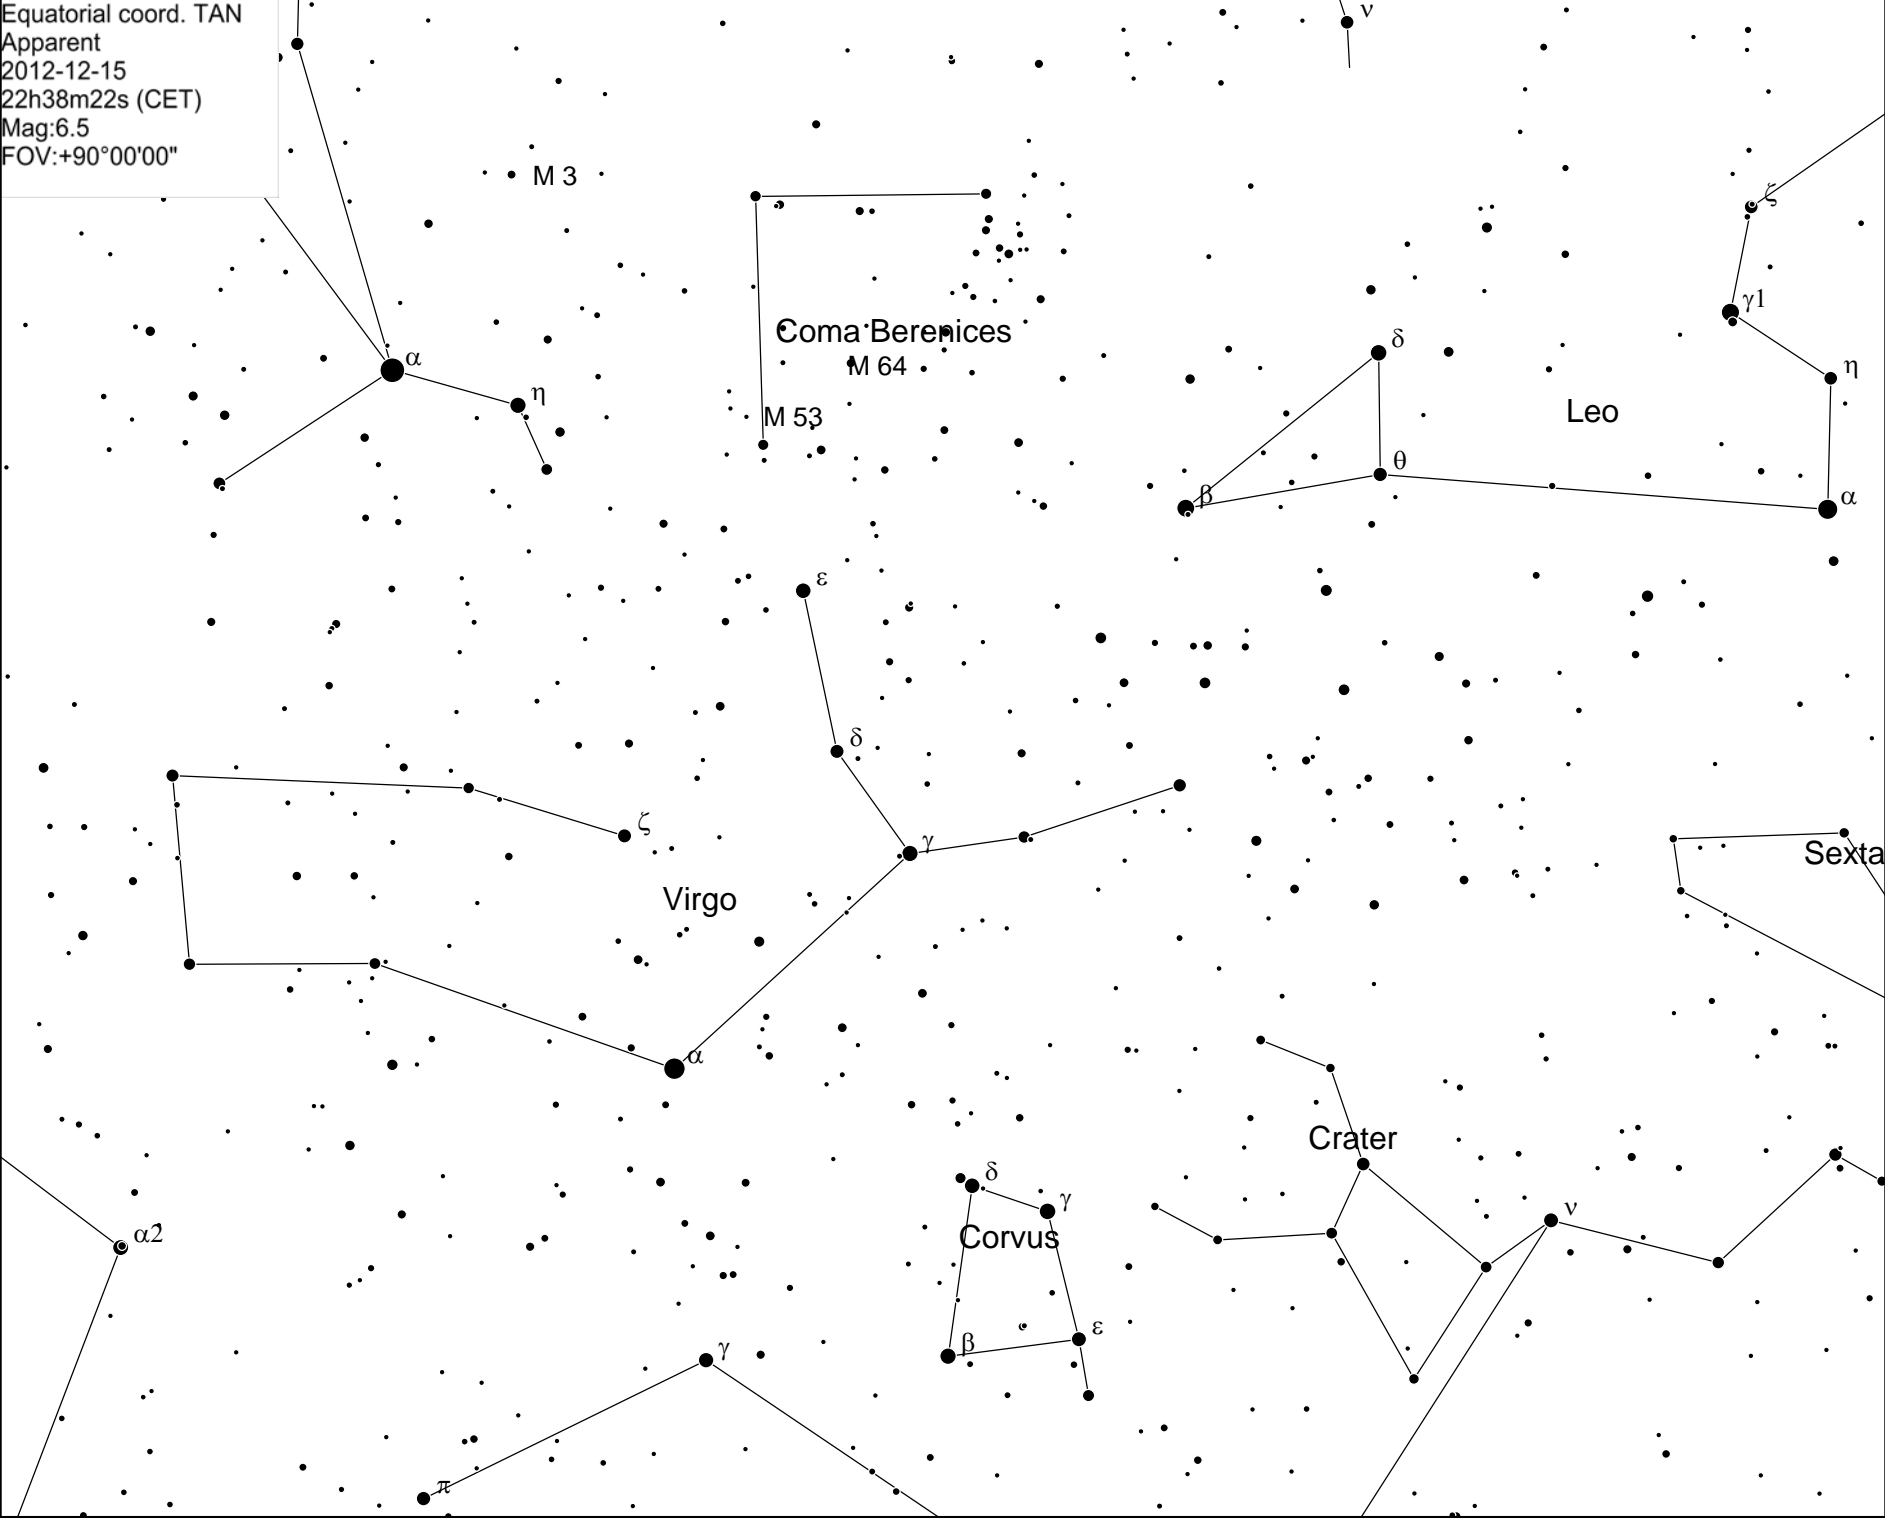 Equatorial coord. TAN
Apparent
2012-12-15
22h38m22s (CET)
Mag:6.5
FOV:+90°00'00"
ν
M 3
ζ
γ1
Coma Berenices
δ
α
M 64
η
η
Leo
M 53
θ
β
α
ε
δ
ζ
γ
Sexta
Virgo
α
Crater
δ
γ
ν
α2
Corvus
ε
β
γ
π